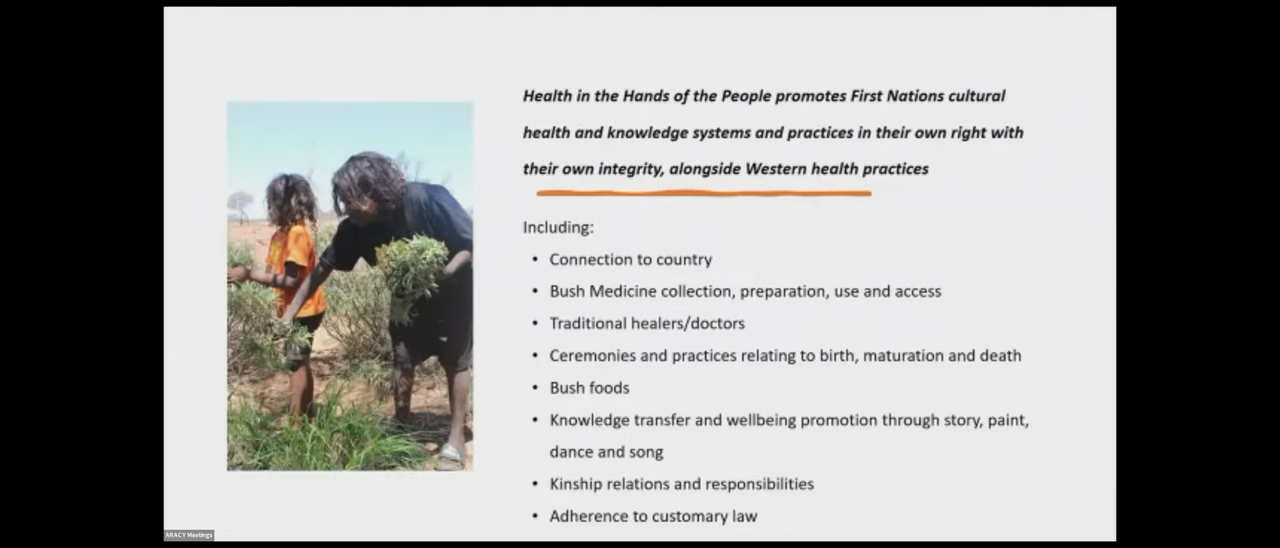 Health in the Hands of the People promotes First Nations cultural
health and knowledge systems and practices in their own right with
their own integrity, alongside Western health practices
Including:
• Connection to country
• Bush Medicine collection, preparation, use and access
• Traditional healers/doctors
• Ceremonies and practices relating to birth, maturation and death
• Bush foods
• Knowledge transfer and wellbeing promotion through story, paint,
dance and song
• Kinship relations and responsibilities
• Adherence to customary law
ARACY Meetings